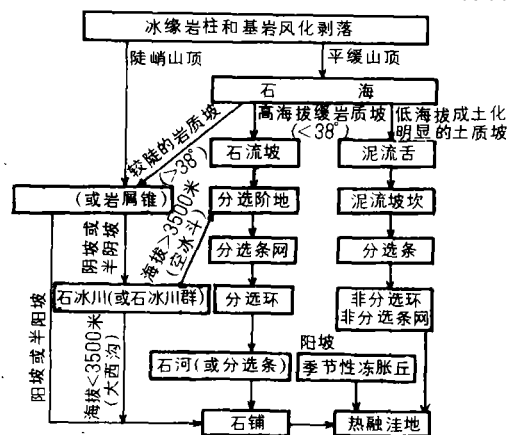 冰缘岩柱和基岩风化剥落
陡峭山顶
平缓山顶
石海
较陡的岩质坡
(>38°)
高海拔缓岩质坡
(<38°)
低海拔成土化
明显的土质坡
石流坡
泥流舌
(或岩屑锥)
海拔>3500米
(空冰斗)
分选阶地
泥流坡坎
阴坡或
半阴坡
分选条网
分选条
石冰川(或石冰川群)
分选环
非分选环
非分选条网
阳坡或半阳坡
海拔<3500米
(大西沟)
石河(或分选条)
阳坡
季节性冻胀丘
石铺
热融洼地